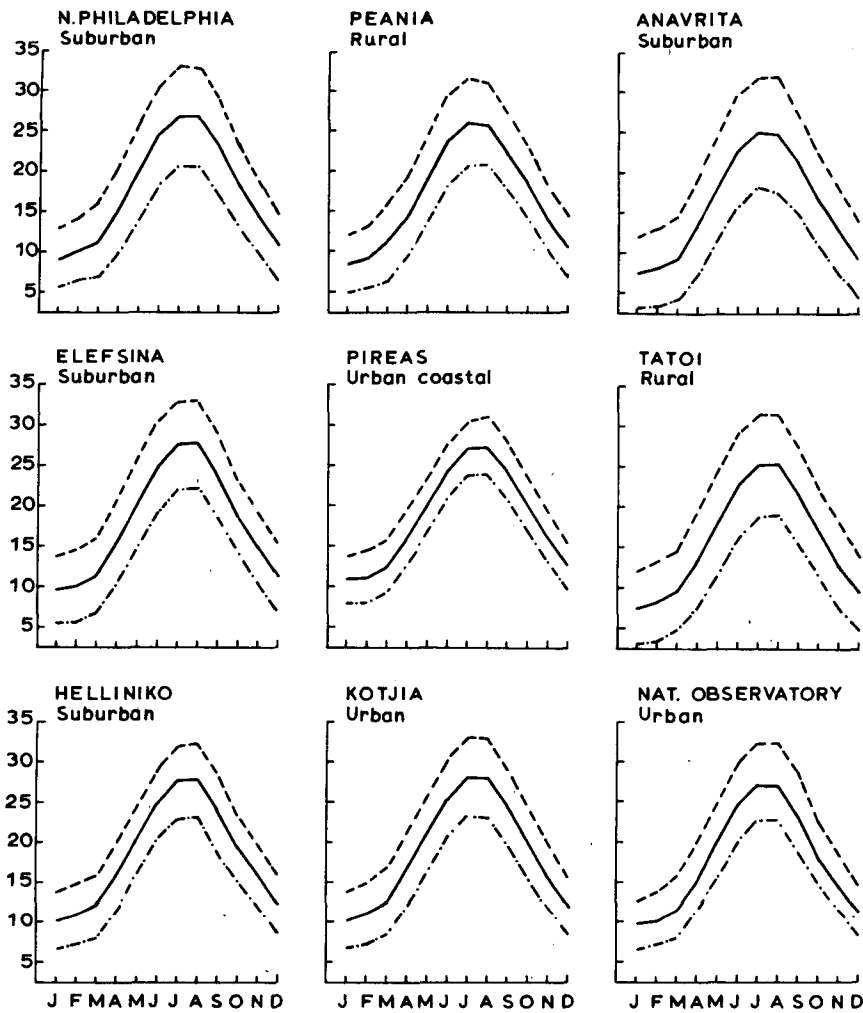 N.PHILADELPHIA
Suburban
PEANIA
Rural
ANAVRITA
Suburban
35
30
25
20
15
10
5
ELEFSINA
Suburban
PIREAS
Urban coastal
TATOI
Rural
35
30
25
20
15
10
5
HELLINIKO
Suburban
KOTJIA
Urban
NAT. OBSERVATORY
Urban
35
30
25
20
15
10
5
J F M A M J J A S O N D
J F M A M J J A S O N D
J F M A M J J A S O N D